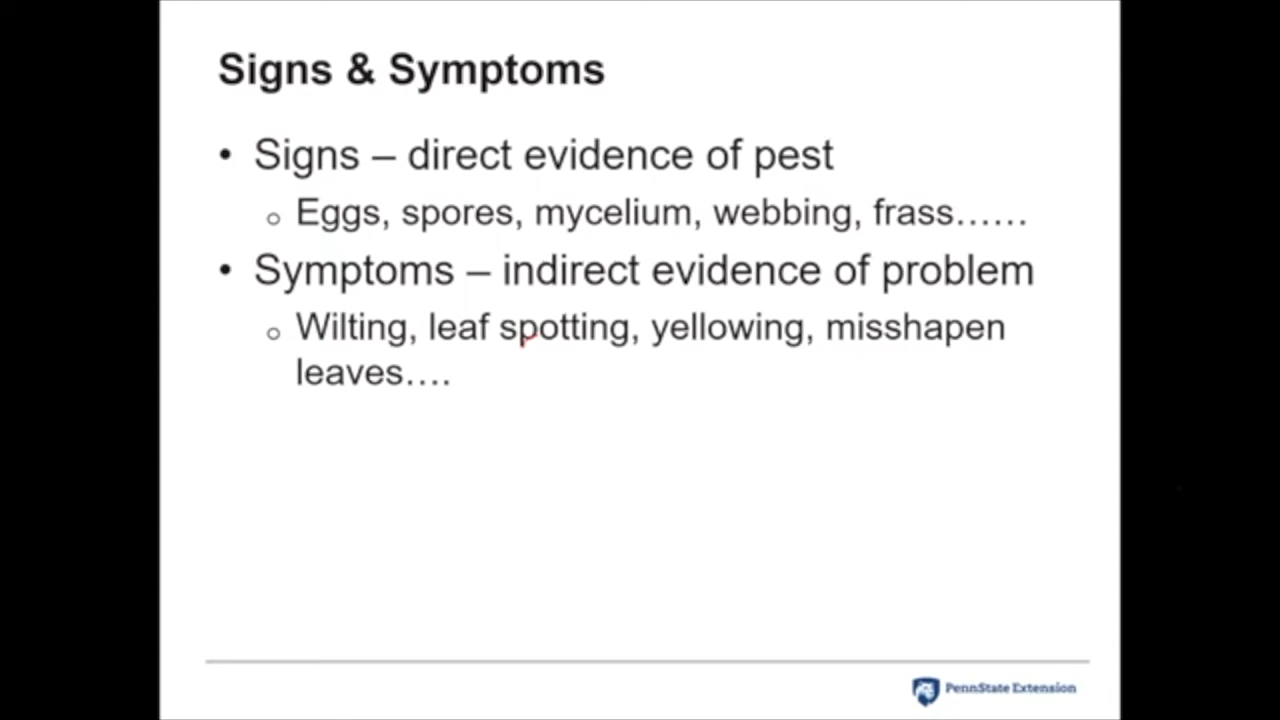 Signs & Symptoms
• Signs – direct evidence of pest
o Eggs, spores, mycelium, webbing, frass......
• Symptoms – indirect evidence of problem
o Wilting, leaf spotting, yellowing, misshapen
leaves....
PennState Extension